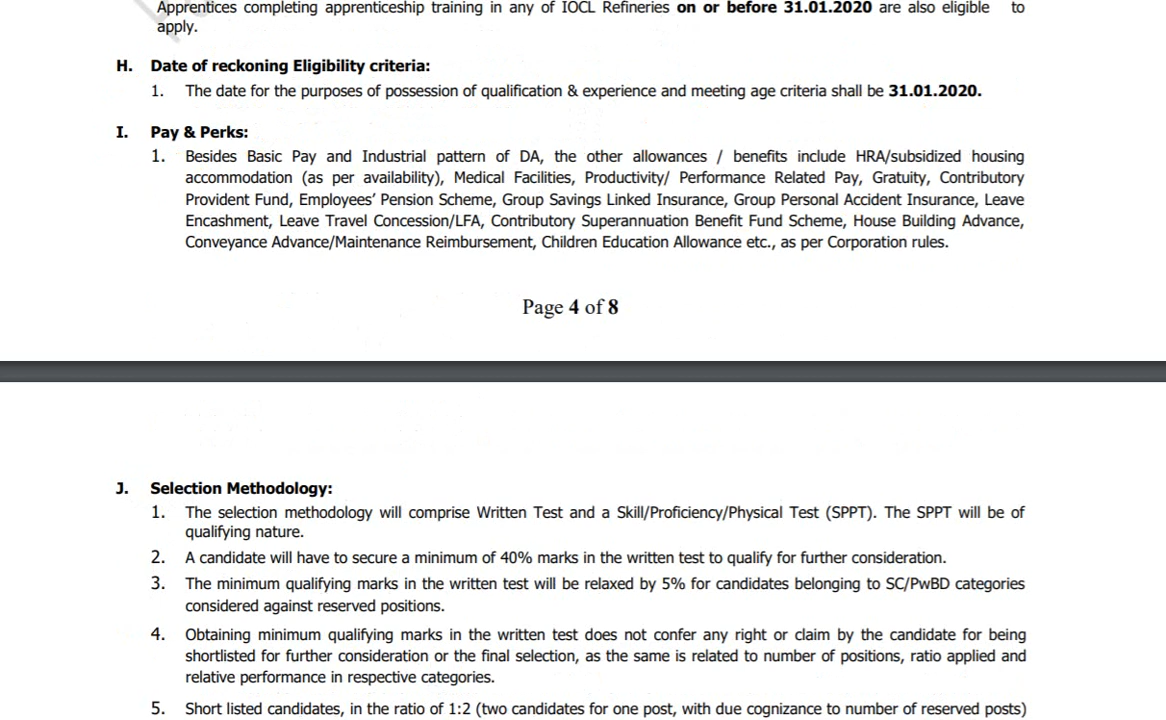 Apprentices completing apprenticeship training in any of IOCL Refineries on or before 31.01.2020 are also eligible to
apply.
H. Date of reckoning Eligibility criteria:
1. The date for the purposes of possession of qualification & experience and meeting age criteria shall be 31.01.2020.
I. Pay & Perks:
1. Besides Basic Pay and Industrial pattern of DA, the other allowances / benefits include HRA/subsidized housing
accommodation (as per availability), Medical Facilities, Productivity/ Performance Related Pay, Gratuity, Contributory
Provident Fund, Employees' Pension Scheme, Group Savings Linked Insurance, Group Personal Accident Insurance, Leave
Encashment, Leave Travel Concession/LFA, Contributory Superannuation Benefit Fund Scheme, House Building Advance,
Conveyance Advance/Maintenance Reimbursement, Children Education Allowance etc., as per Corporation rules.
Page 4 of 8
J. Selection Methodology:
1. The selection methodology will comprise Written Test and a Skill/Proficiency/Physical Test (SPPT). The SPPT will be of
qualifying nature.
2. A candidate will have to secure a minimum of 40% marks in the written test to qualify for further consideration.
3. The minimum qualifying marks in the written test will be relaxed by 5% for candidates belonging to SC/PwBD categories
considered against reserved positions.
4. Obtaining minimum qualifying marks in the written test does not confer any right or claim by the candidate for being
shortlisted for further consideration or the final selection, as the same is related to number of positions, ratio applied and
relative performance in respective categories.
5. Short listed candidates, in the ratio of 1:2 (two candidates for one post, with due cognizance to number of reserved posts)